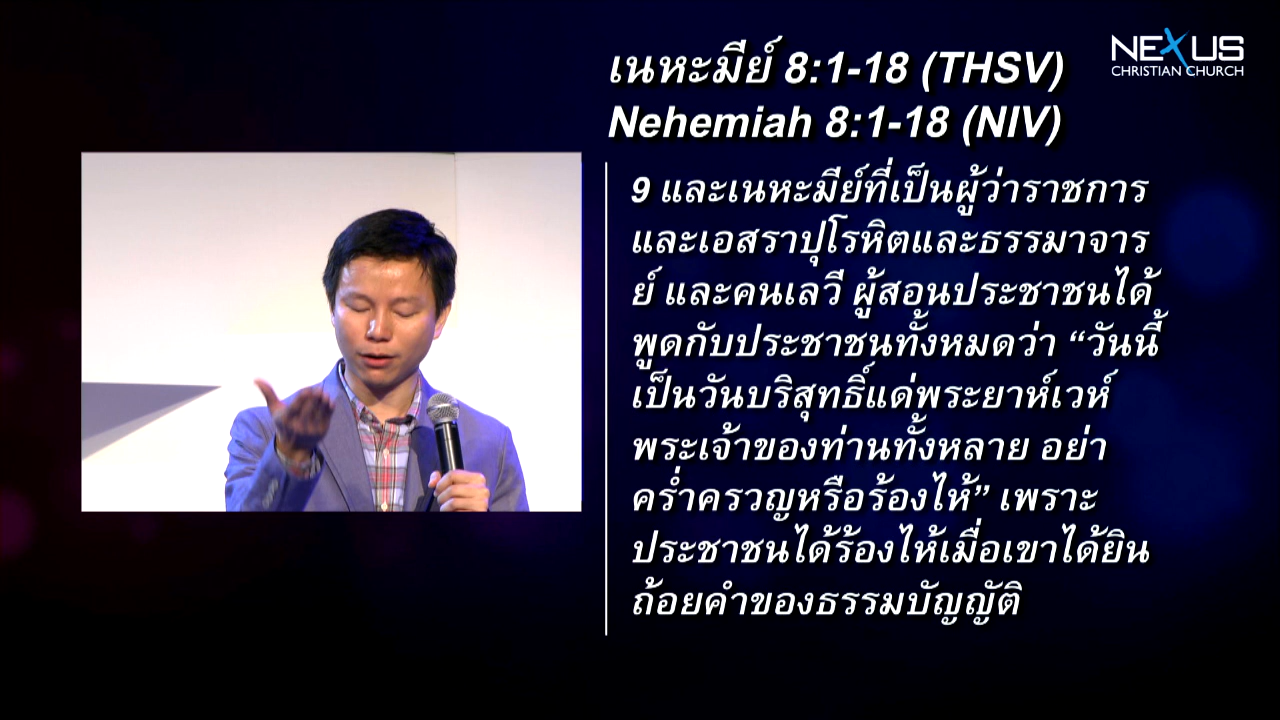 NEXUS
CHRISTIAN CHURCH
เนหะมีย์ 8:1-18 (THSV)
Nehemiah 8:1-18 (NIV)
9 และเนหะมีย์ที่เป็นผู้ว่าราชการ
และเอสราปุโรหิตและธรรมาจาร
ย์ และคนเลวี ผู้สอนประชาชนได้
พูดกับประชาชนทั้งหมดว่า “วันนี้
เป็นวันบริสุทธิ์แด่พระยาห์เวห์
พระเจ้าของท่านทั้งหลาย อย่า
คร่ำครวญหรือร้องไห้” เพราะ
ประชาชนได้ร้องไห้เมื่อเขาได้ยิน
ถ้อยคำของธรรมบัญญัติ